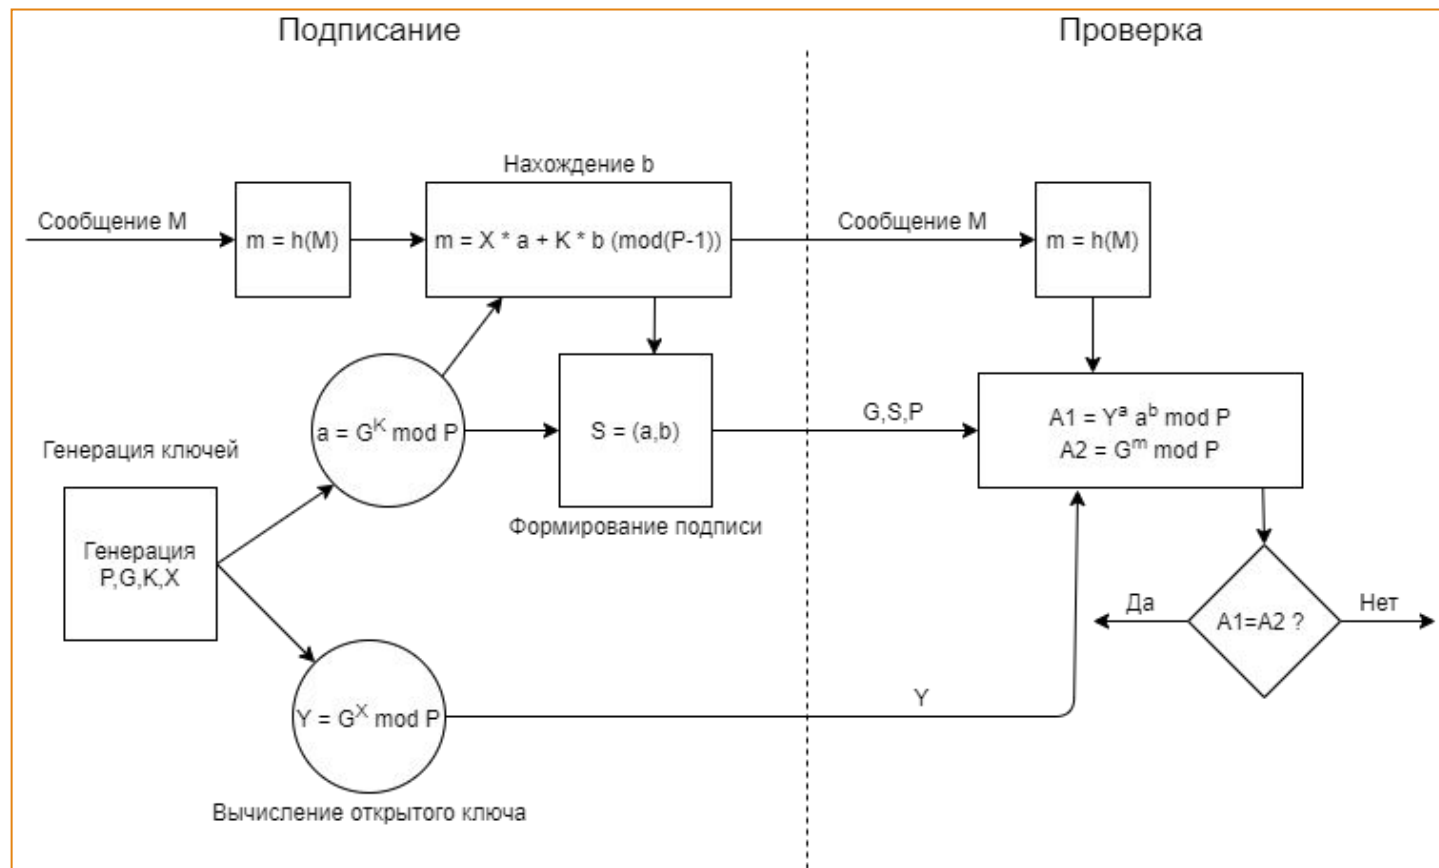 Подписание
Проверка
Нахождение b
Сообщение M
m = h(M)
m = X * a + K * b (mod(P-1))
Сообщение M
m = h(M)
a = G^K mod P
S = (a,b)
G,S,P
A1 = Y^a a^b mod P
A2 = G^m mod P
Генерация ключей
Формирование подписи
Генерация
P,G,K,X
Да
A1=A2 ?
Нет
Y = G^X mod P
Y
Вычисление открытого ключа